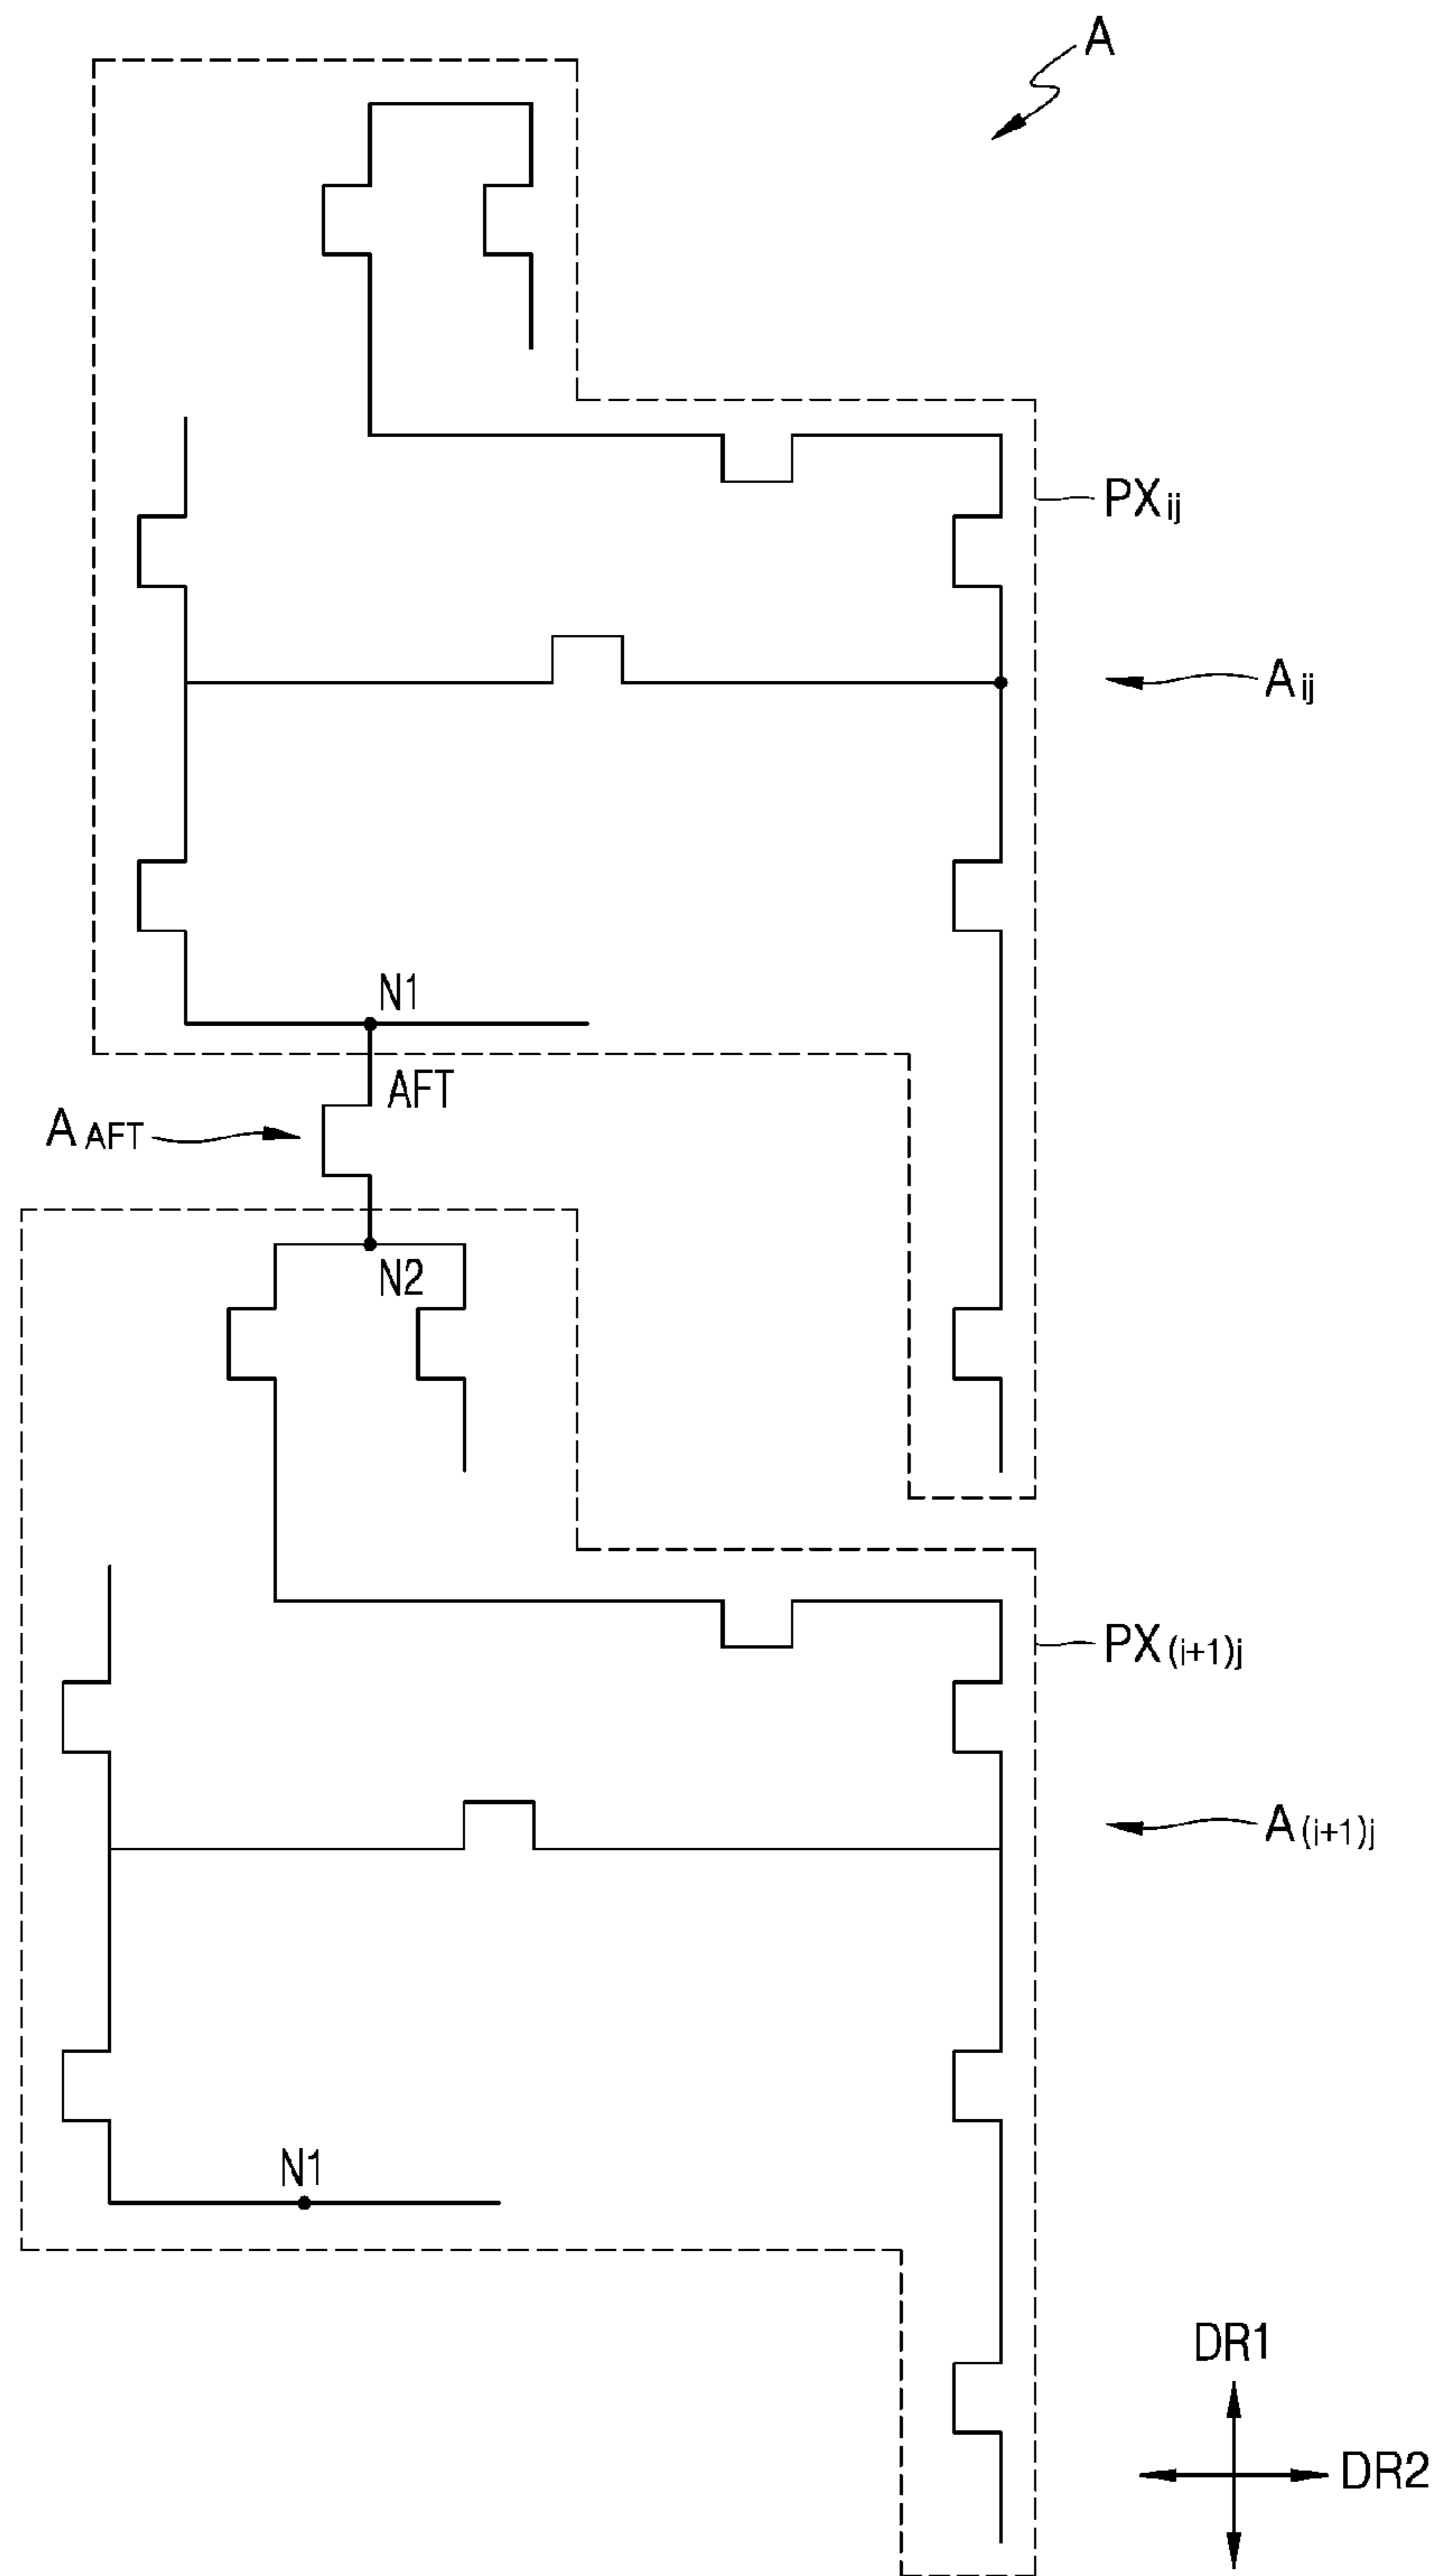 A
PXij
Aij
N1
AFT
AAFT
N2
PX(i+1)j
A(i+1)j
N1
DR1
DR2